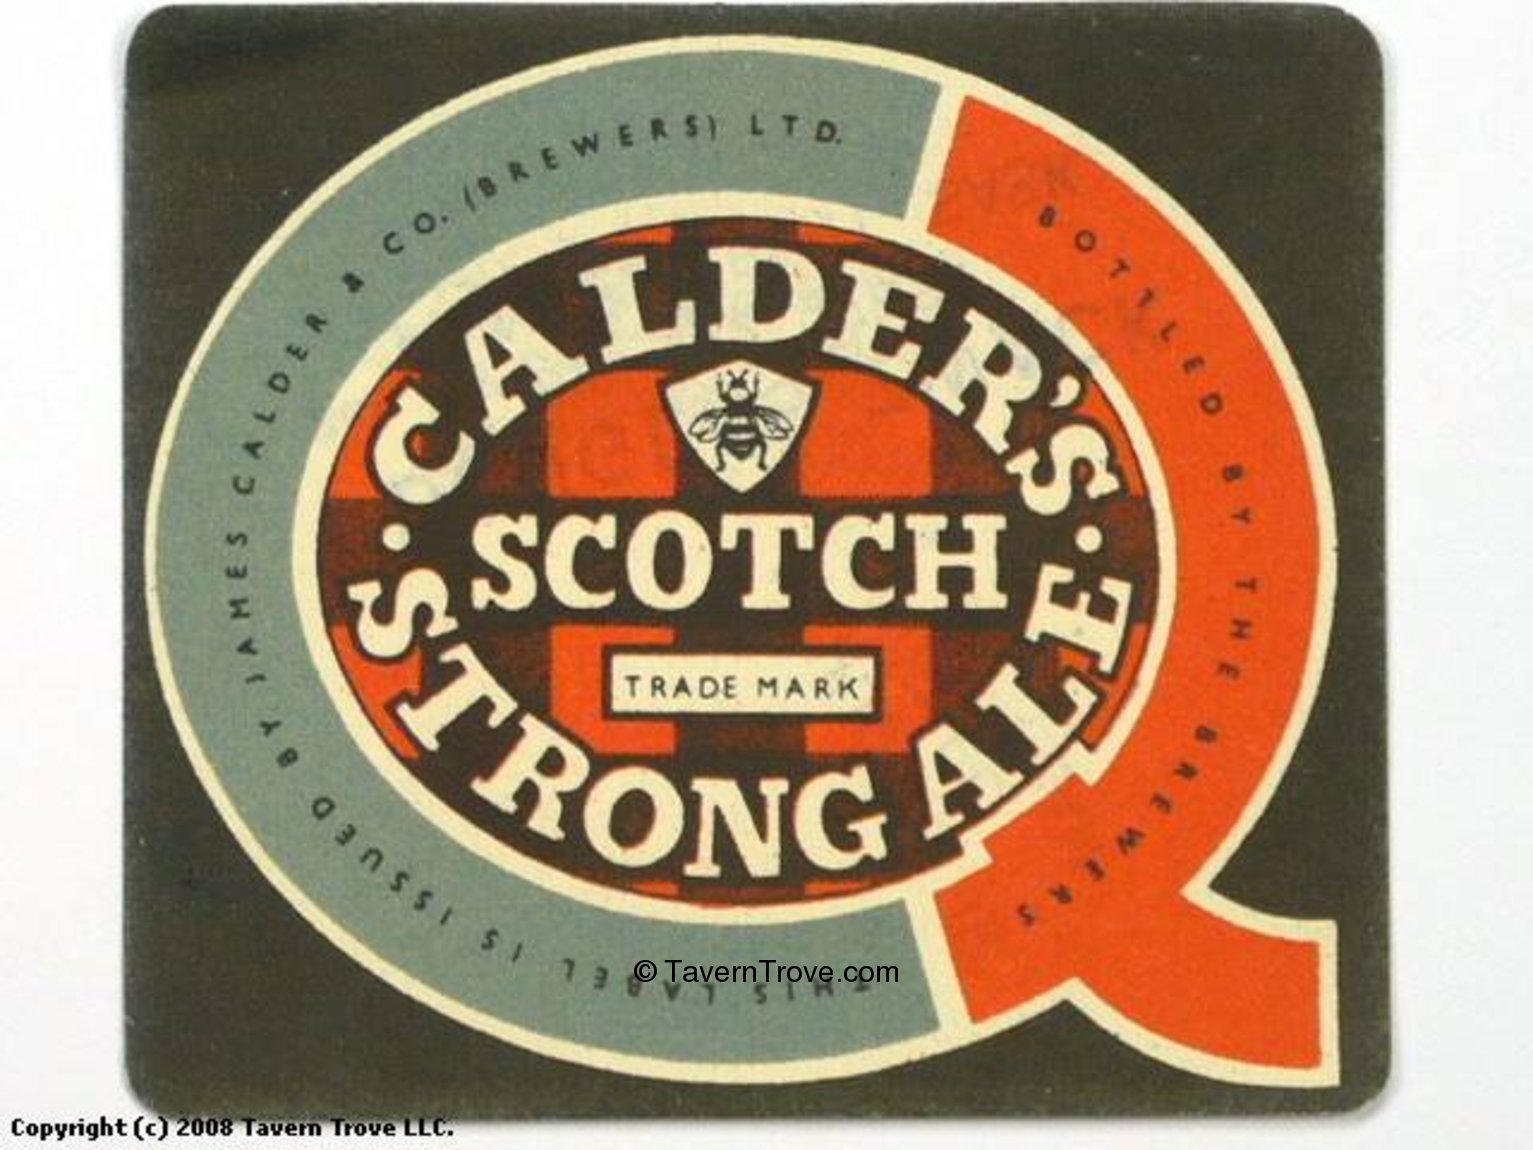 THIS LABEL IS ISSUED BY JAMES CALDER & CO. (BREWERS) LTD.
BOTTLED BY THE BREWERS
CALDER'S
SCOTCH
TRADE MARK
· STRONG ALE ·
© TavernTrove.com
Copyright (c) 2008 Tavern Trove LLC.